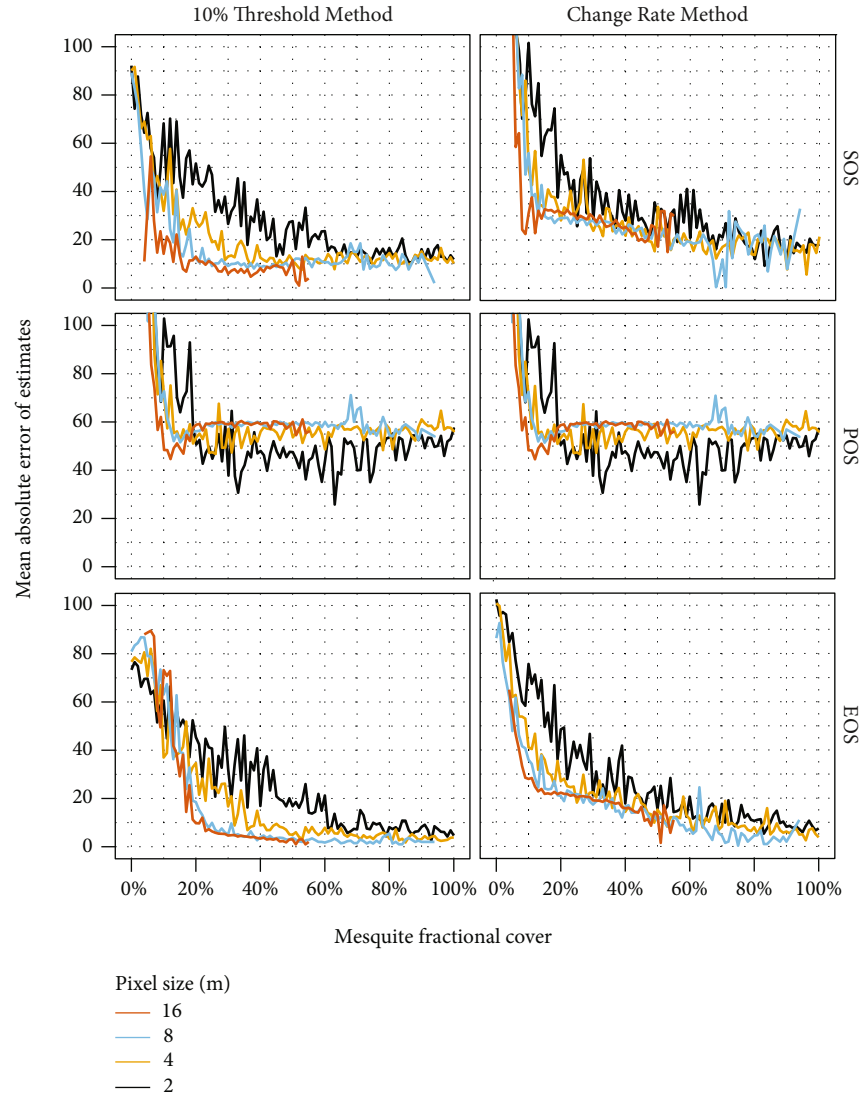 10% Threshold Method
Change Rate Method
100
80
60
40
20
0
SOS
Mean absolute error of estimates
100
80
60
40
20
0
POS
100
80
60
40
20
0
EOS
0% 20% 40% 60% 80% 100%
0% 20% 40% 60% 80% 100%
Mesquite fractional cover
Pixel size (m)
16
8
4
2